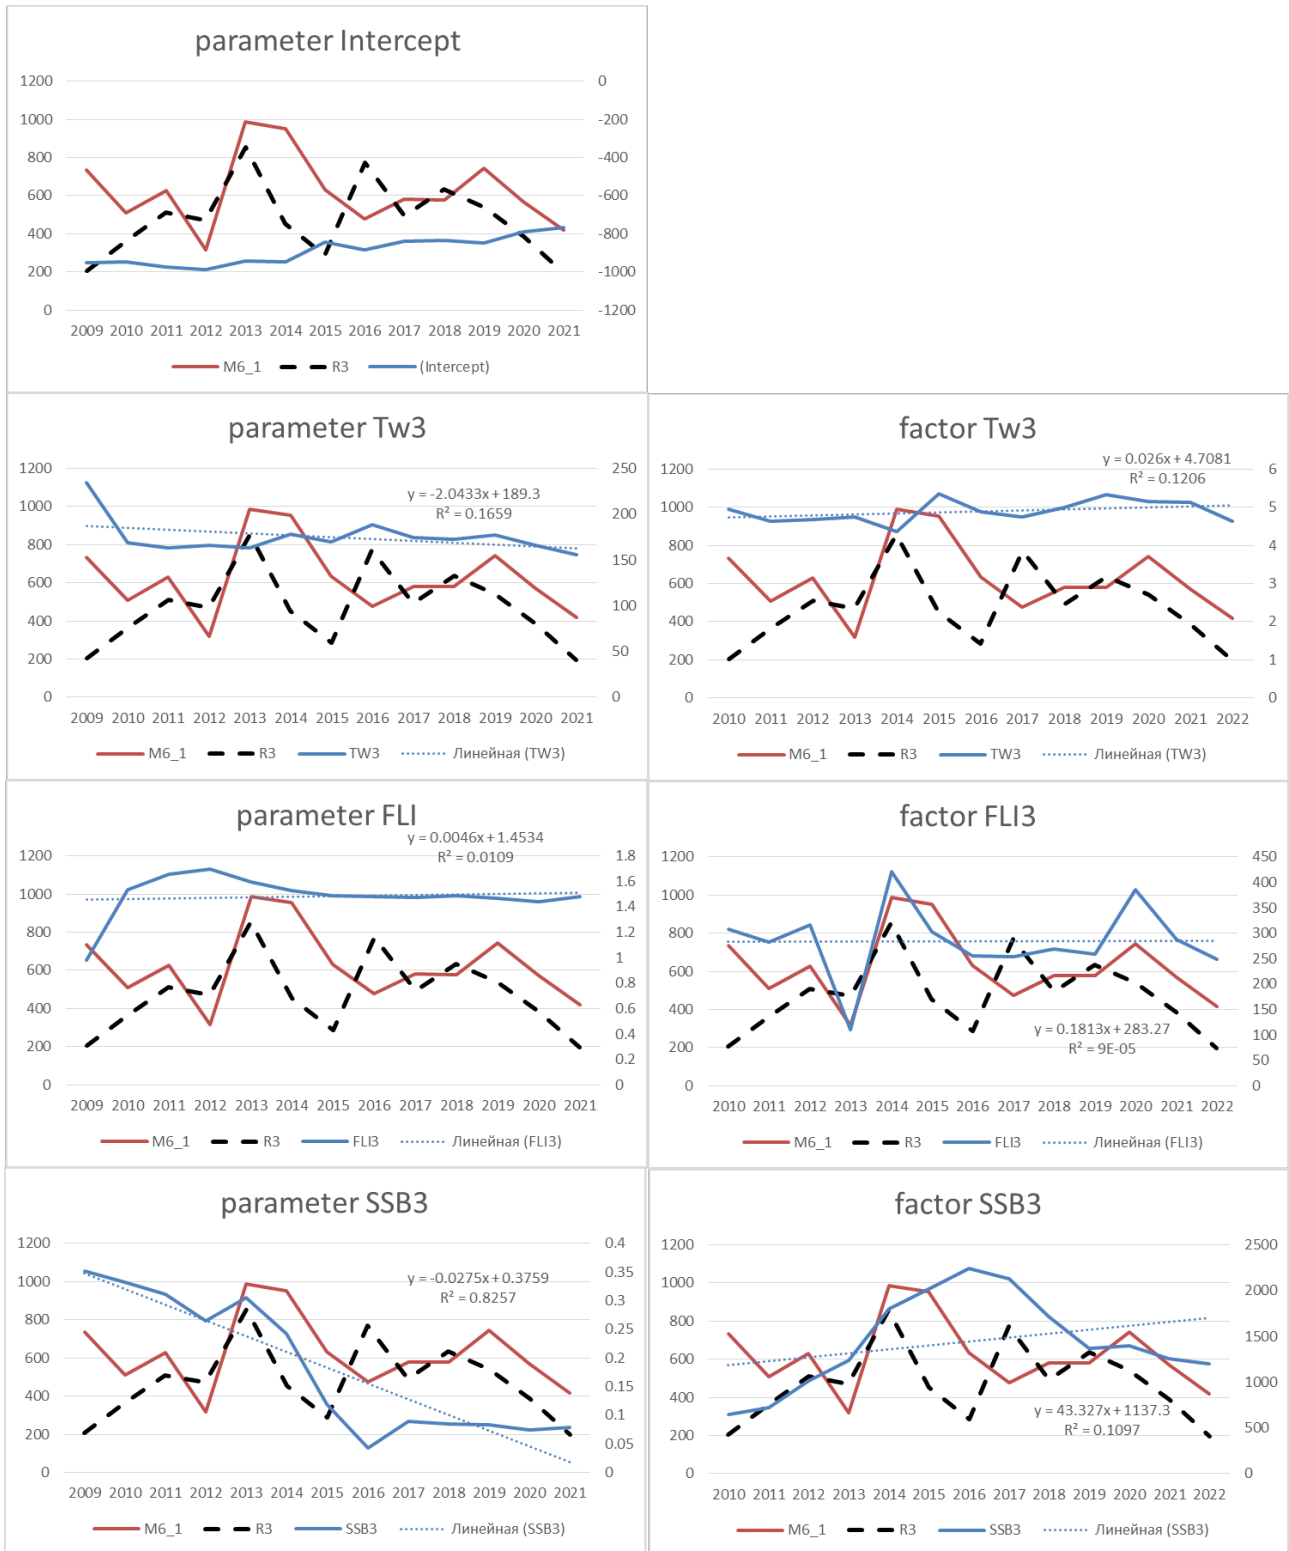 parameter Intercept
1200 0
1000 -200
800 -400
600 -600
400 -800
200 -1000
0 -1200
2009 2010 2011 2012 2013 2014 2015 2016 2017 2018 2019 2020 2021
M6_1 R3 (Intercept)
parameter Tw3
y = -2.0433x + 189.3
R² = 0.1659
1200 250
1000 200
800 150
600 100
400 50
200 0
0
2009 2010 2011 2012 2013 2014 2015 2016 2017 2018 2019 2020 2021
M6_1 R3 TW3 Линейная (TW3)
factor Tw3
y = 0.026x + 4.7081
R² = 0.1206
1200 6
1000 5
800 4
600 3
400 2
200 1
0 0
2010 2011 2012 2013 2014 2015 2016 2017 2018 2019 2020 2021 2022
M6_1 R3 TW3 Линейная (TW3)
parameter FLI
y = 0.0046x + 1.4534
R² = 0.0109
1200 1.8
1000 1.6
800 1.4
600 1.2
400 1
200 0.8
0 0.6
0.4
0.2
0
2009 2010 2011 2012 2013 2014 2015 2016 2017 2018 2019 2020 2021
M6_1 R3 FLI3 Линейная (FLI3)
factor FLI3
1200 450
1000 400
800 350
600 300
400 250
200 200
0 150
100
50
0
y = 0.1813x + 283.27
R² = 9E-05
2010 2011 2012 2013 2014 2015 2016 2017 2018 2019 2020 2021 2022
M6_1 R3 FLI3 Линейная (FLI3)
parameter SSB3
y = -0.0275x + 0.3759
R² = 0.8257
1200 0.4
1000 0.35
800 0.3
600 0.25
400 0.2
200 0.15
0 0.1
0.05
0
2009 2010 2011 2012 2013 2014 2015 2016 2017 2018 2019 2020 2021
M6_1 R3 SSB3 Линейная (SSB3)
factor SSB3
1200 2500
1000 2000
800 1500
600 1000
400 500
200 0
0
y = 43.327x + 1137.3
R² = 0.1097
2010 2011 2012 2013 2014 2015 2016 2017 2018 2019 2020 2021 2022
M6_1 R3 SSB3 Линейная (SSB3)